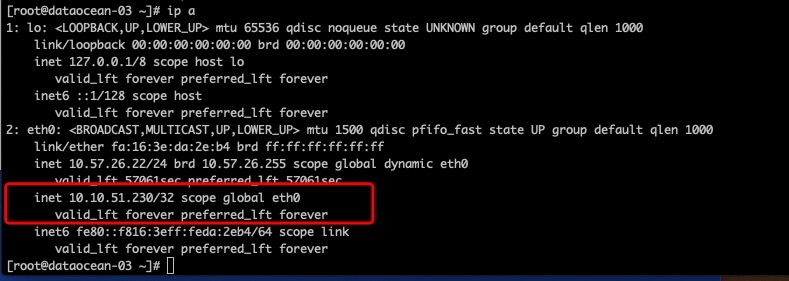 [root@dataocean-03 ~]# ip a
1: lo: <LOOPBACK,UP,LOWER_UP> mtu 65536 qdisc noqueue state UNKNOWN group default qlen 1000
    link/loopback 00:00:00:00:00:00 brd 00:00:00:00:00:00
    inet 127.0.0.1/8 scope host lo
       valid_lft forever preferred_lft forever
    inet6 ::1/128 scope host
       valid_lft forever preferred_lft forever
2: eth0: <BROADCAST,MULTICAST,UP,LOWER_UP> mtu 1500 qdisc pfifo_fast state UP group default qlen 1000
    link/ether fa:16:3e:da:2e:b4 brd ff:ff:ff:ff:ff:ff
    inet 10.57.26.22/24 brd 10.57.26.255 scope global dynamic eth0
       valid_lft 57061sec preferred_lft 57061sec
    inet 10.10.51.230/32 scope global eth0
       valid_lft forever preferred_lft forever
    inet6 fe80::f816:3eff:feda:2eb4/64 scope link
       valid_lft forever preferred_lft forever
[root@dataocean-03 ~]#